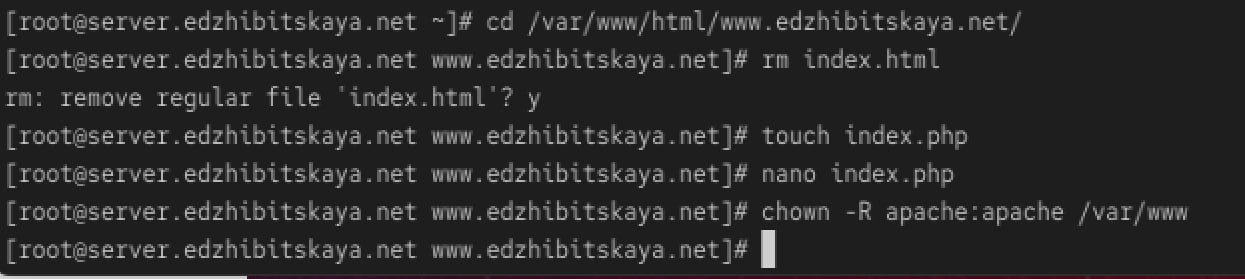 [root@server.edzhibitskaya.net ~]# cd /var/www/html/www.edzhibitskaya.net/
[root@server.edzhibitskaya.net www.edzhibitskaya.net]# rm index.html
rm: remove regular file 'index.html'? y
[root@server.edzhibitskaya.net www.edzhibitskaya.net]# touch index.php
[root@server.edzhibitskaya.net www.edzhibitskaya.net]# nano index.php
[root@server.edzhibitskaya.net www.edzhibitskaya.net]# chown -R apache:apache /var/www
[root@server.edzhibitskaya.net www.edzhibitskaya.net]#